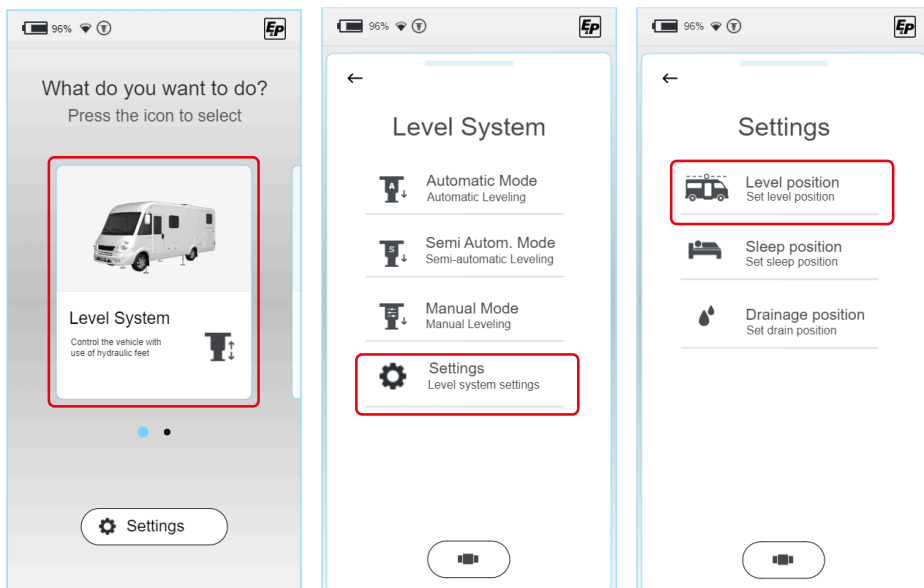 96%
E.P
What do you want to do?
Press the icon to select
Level System
Control the vehicle with
use of hydraulic feet
Settings
96%
E.P
Level System
A
Automatic Mode
Automatic Leveling
S
Semi Autom. Mode
Semi-automatic Leveling
Manual Mode
Manual Leveling
Settings
Level system settings
96%
E.P
Settings
Level position
Set level position
Sleep position
Set sleep position
Drainage position
Set drain position